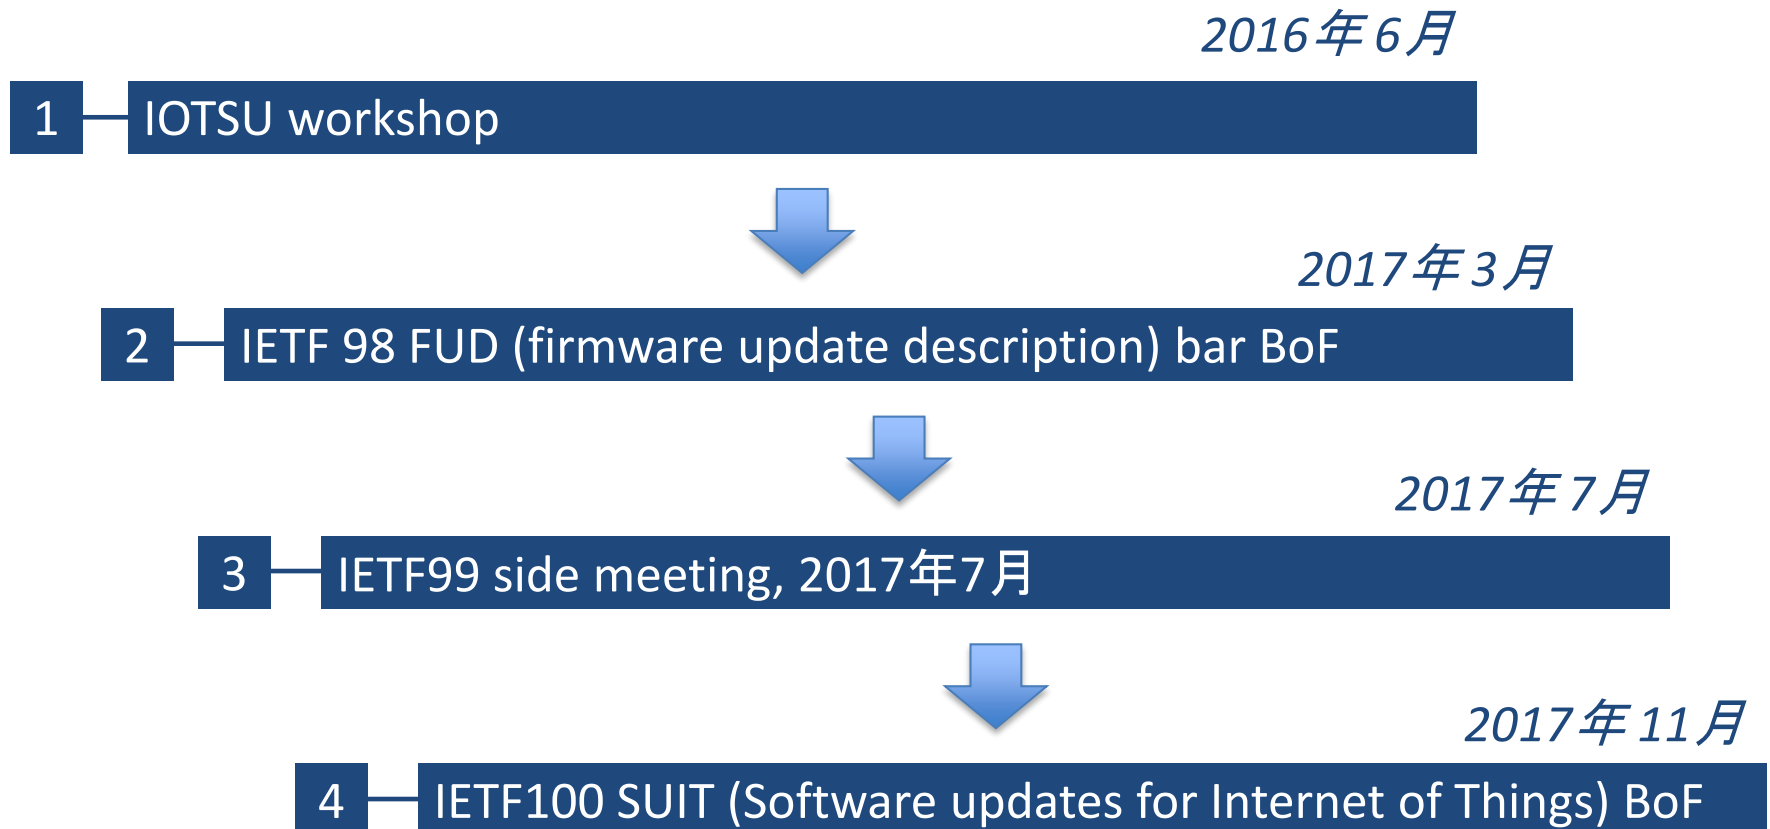 2016年6月
1 IOTSU workshop
2017年3月
2 IETF 98 FUD (firmware update description) bar BoF
2017年7月
3 IETF99 side meeting, 2017年7月
2017年11月
4 IETF100 SUIT (Software updates for Internet of Things) BoF